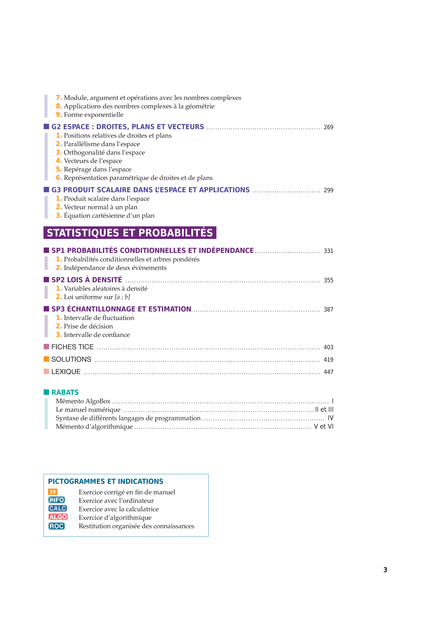 7. Module, argument et opérations avec les nombres complexes
8. Applications des nombres complexes à la géométrie
9. Forme exponentielle
G2 ESPACE : DROITES, PLANS ET VECTEURS ........ 269
1. Positions relatives de droites et plans
2. Parallélisme dans l'espace
3. Orthogonalité dans l'espace
4. Vecteurs de l'espace
5. Repérage dans l'espace
6. Représentation paramétrique de droites et de plans
G3 PRODUIT SCALAIRE DANS L'ESPACE ET APPLICATIONS ........ 299
1. Produit scalaire dans l'espace
2. Vecteur normal à un plan
3. Équation cartésienne d'un plan
STATISTIQUES ET PROBABILITÉS
SP1 PROBABILITÉS CONDITIONNELLES ET INDÉPENDANCE ........ 331
1. Probabilités conditionnelles et arbres pondérés
2. Indépendance de deux évènements
SP2 LOIS À DENSITÉ ........ 355
1. Variables aléatoires à densité
2. Loi uniforme sur [a ; b]
SP3 ÉCHANTILLONNAGE ET ESTIMATION ........ 387
1. Intervalle de fluctuation
2. Prise de décision
3. Intervalle de confiance
FICHES TICE ........ 403
SOLUTIONS ........ 419
LEXIQUE ........ 447
RABATS
Mémento AlgoBox ........ I
Le manuel numérique ........ II et III
Syntaxe de différents langages de programmation ........ IV
Mémento d'algorithmique ........ V et VI
PICTOGRAMMES ET INDICATIONS
19 Exercice corrigé en fin de manuel
INFO Exercice avec l'ordinateur
CALC Exercice avec la calculatrice
ALGO Exercice d'algorithmique
ROC Restitution organisée des connaissances
3